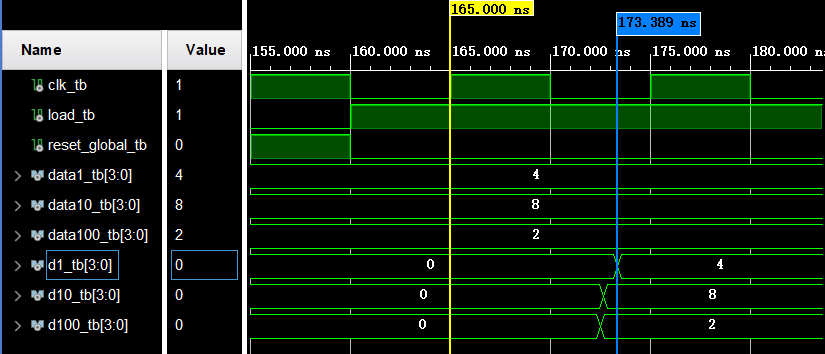 165.000 ns
173.389 ns
Name Value
155.000 ns 160.000 ns 165.000 ns 170.000 ns 175.000 ns 180.000 ns
clk_tb 1
load_tb 1
reset_global_tb 0
data1_tb[3:0] 4 4
data10_tb[3:0] 8 8
data100_tb[3:0] 2 2
d1_tb[3:0] 0 0 4
d10_tb[3:0] 0 0 8
d100_tb[3:0] 0 0 2